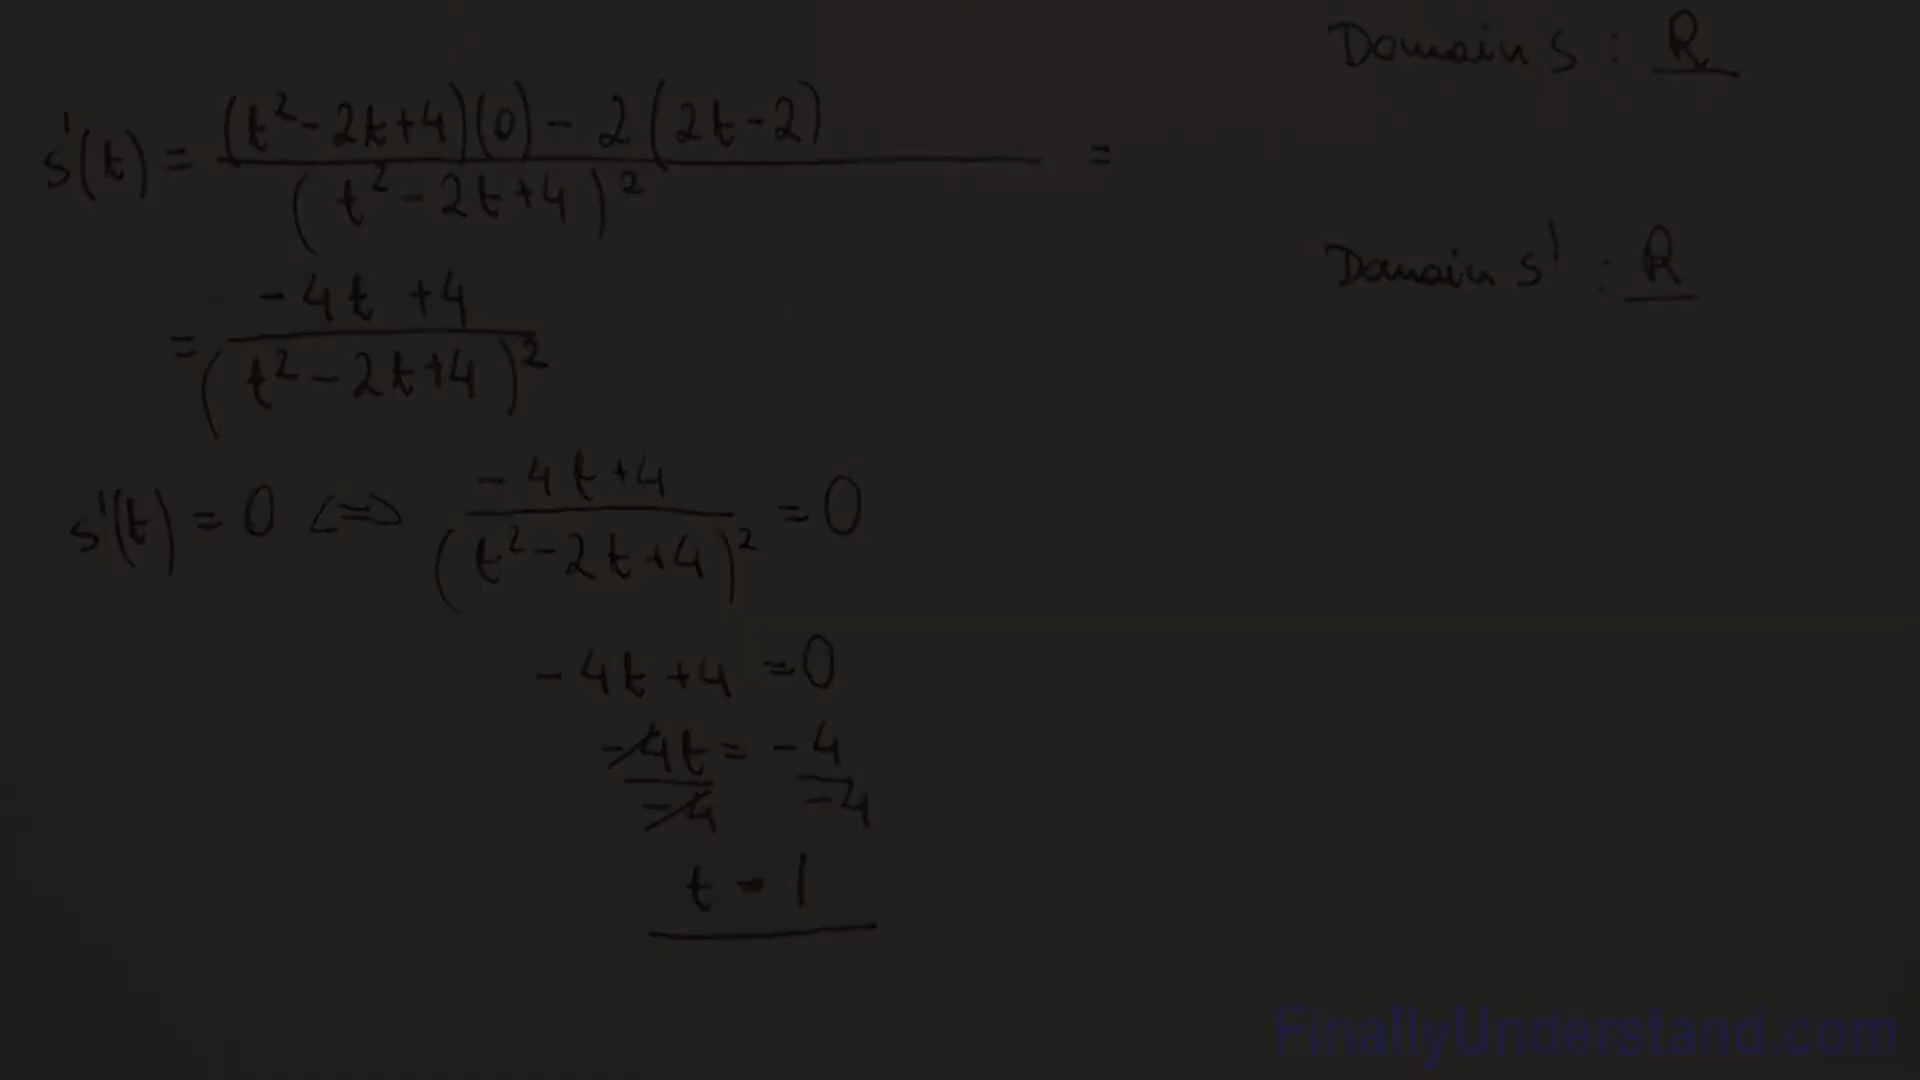 Domain s : R
s'(t) = (t² - 2t + 4)(0) - 2(2t - 2) / (t² - 2t + 4)² =
Domain s' : R
= -4t + 4 / (t² - 2t + 4)²
s'(t) = 0 ⇔ -4t + 4 / (t² - 2t + 4)² = 0
-4t + 4 = 0
-4t / -4 = -4 / -4
t = 1
FinallyUnderstand.com